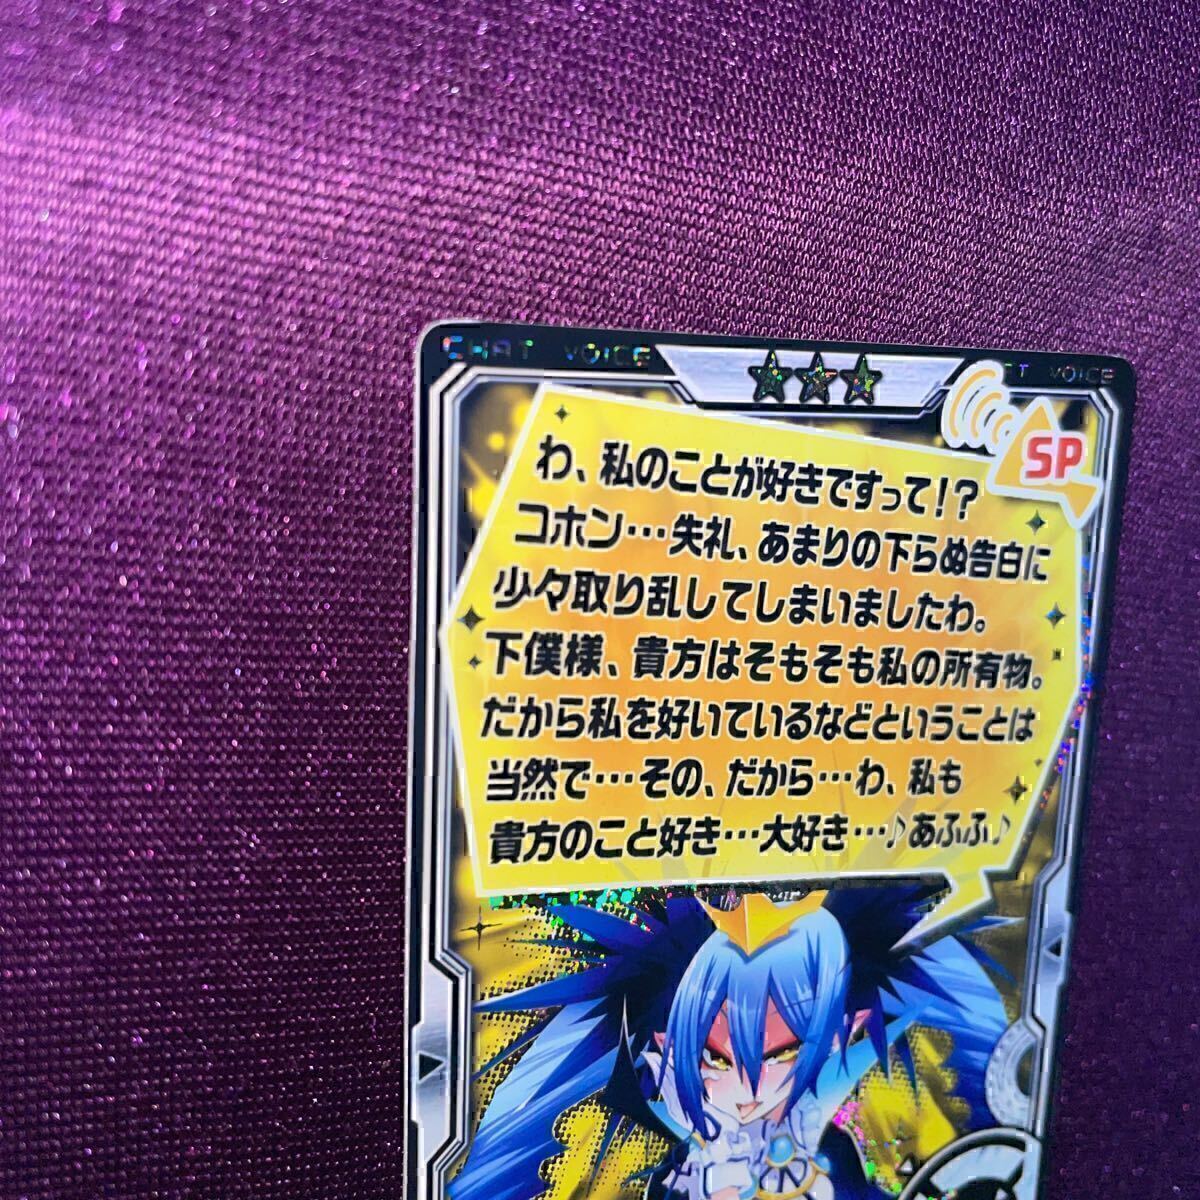 CHAT VOICE
CHAT VOICE
SP
わ、私のことが好きですって!?
コホン…失礼、あまりの下らぬ告白に
少々取り乱してしまいましたわ。
下僕様、貴方はそもそも私の所有物。
だから私を好いているなどということは
当然で…その、だから…わ、私も
貴方のこと好き…大好き…♪あふふ♪